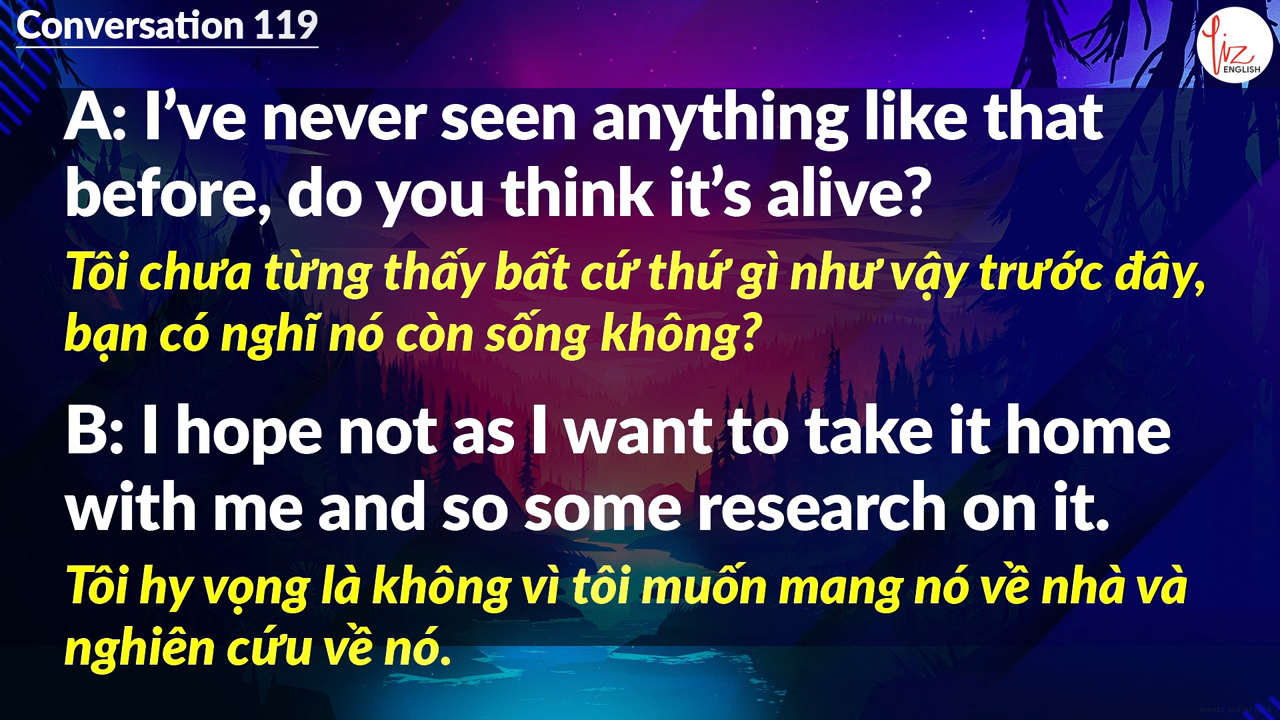 Conversation 119
Liz
ENGLISH
A: I’ve never seen anything like that
before, do you think it’s alive?
Tôi chưa từng thấy bất cứ thứ gì như vậy trước đây,
bạn có nghĩ nó còn sống không?
B: I hope not as I want to take it home
with me and so some research on it.
Tôi hy vọng là không vì tôi muốn mang nó về nhà và
nghiên cứu về nó.